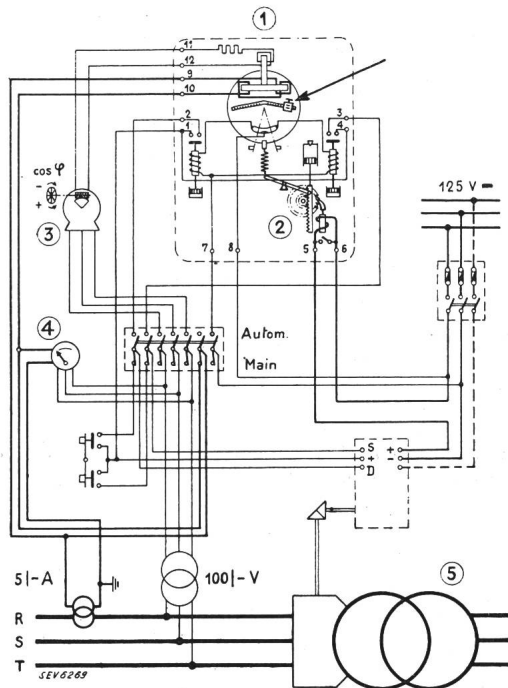 1
11
12
9
10
2
1
3
4
cos φ
-
+
3
2
125 V =
7
8
5
6
4
Autom.
Main
S +
+ -
D
5|-A
100|-V
5
R
S
T
SEV6269